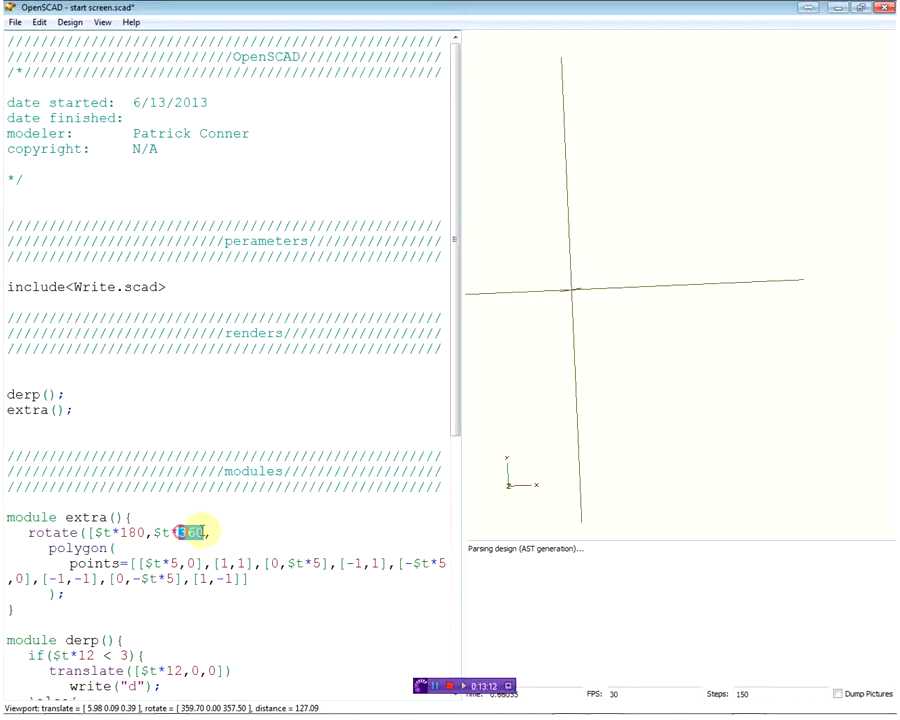 OpenSCAD - start screen.scad*
File Edit Design View Help
//////////////////////////////////////////////////////
///////////////////////////OpenSCAD/////////////////
/*//////////////////////////////////////////////////
date started: 6/13/2013
date finished:
modeler: Patrick Conner
copyright: N/A
*/
////////////////////////////////////////////////////
//////////////////////////perameters////////////////
////////////////////////////////////////////////////
include<Write.scad>
////////////////////////////////////////////////////
//////////////////////////renders///////////////////
////////////////////////////////////////////////////
derp();
extra();
////////////////////////////////////////////////////
//////////////////////////modules///////////////////
////////////////////////////////////////////////////
module extra(){
rotate([$t*180,$t*360,
polygon(
points=[[$t*5,0],[1,1],[0,$t*5],[-1,1],[-$t*5
,0],[-1,-1],[0,-$t*5],[1,-1]]
);
}
module derp(){
if($t*12 < 3){
translate([$t*12,0,0])
write("d");
Y
X
Z
Parsing design (AST generation)...
0:13:12
FPS: 30 Steps: 150 Dump Pictures
Viewport: translate = [ 5.98 0.09 0.39 ], rotate = [ 359.70 0.00 357.50 ], distance = 127.09